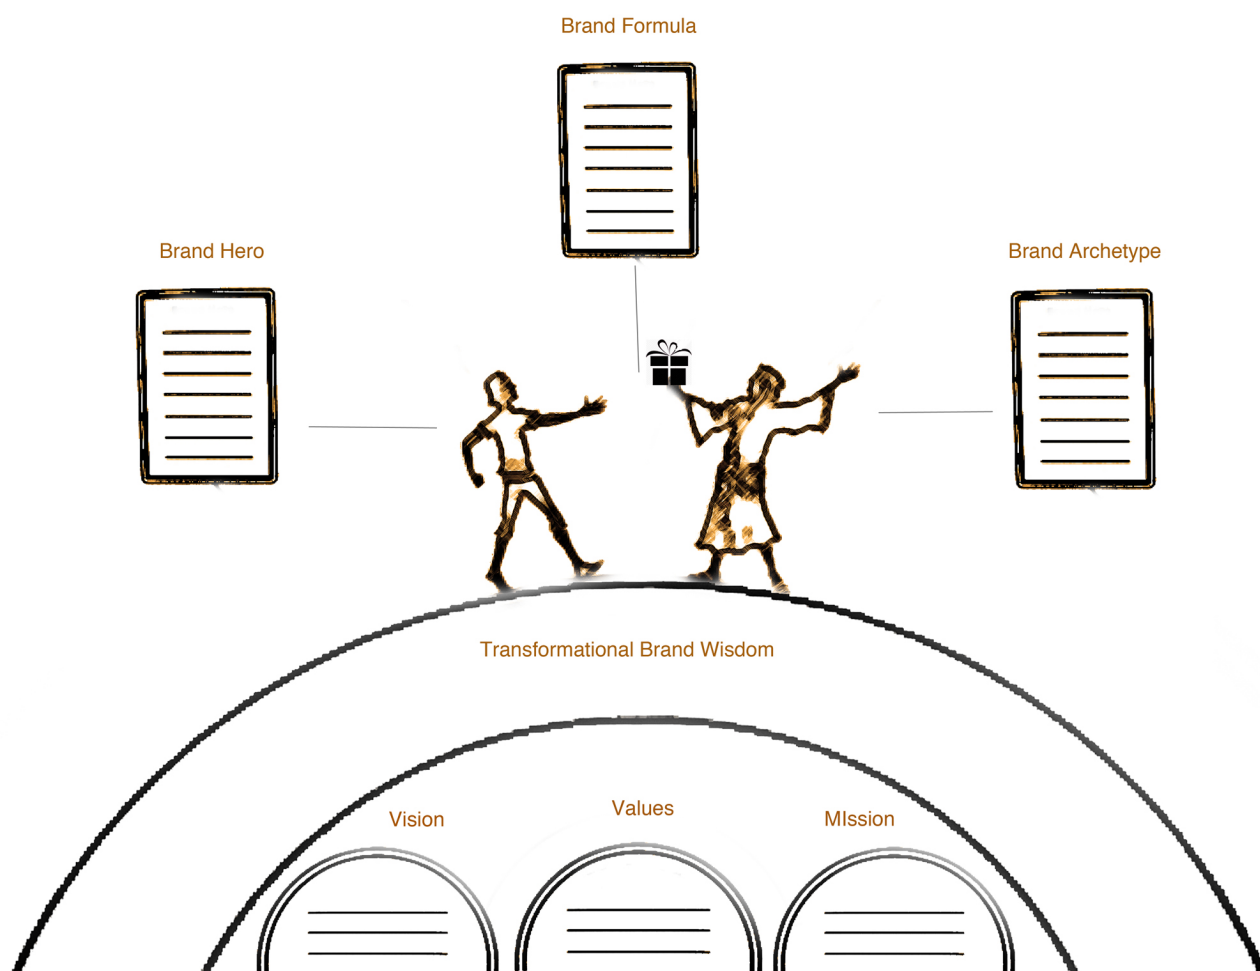 Brand Formula
Brand Hero
Brand Archetype
Transformational Brand Wisdom
Vision
Values
MIssion